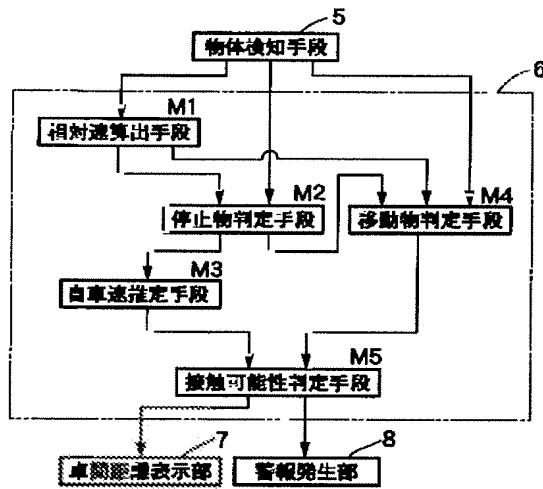 5
物体検知手段
6
M1
相対速算出手段
M2
停止物判定手段
M4
移動物判定手段
M3
自車速推定手段
M5
接触可能性判定手段
7
車間距離表示部
8
警報発生部